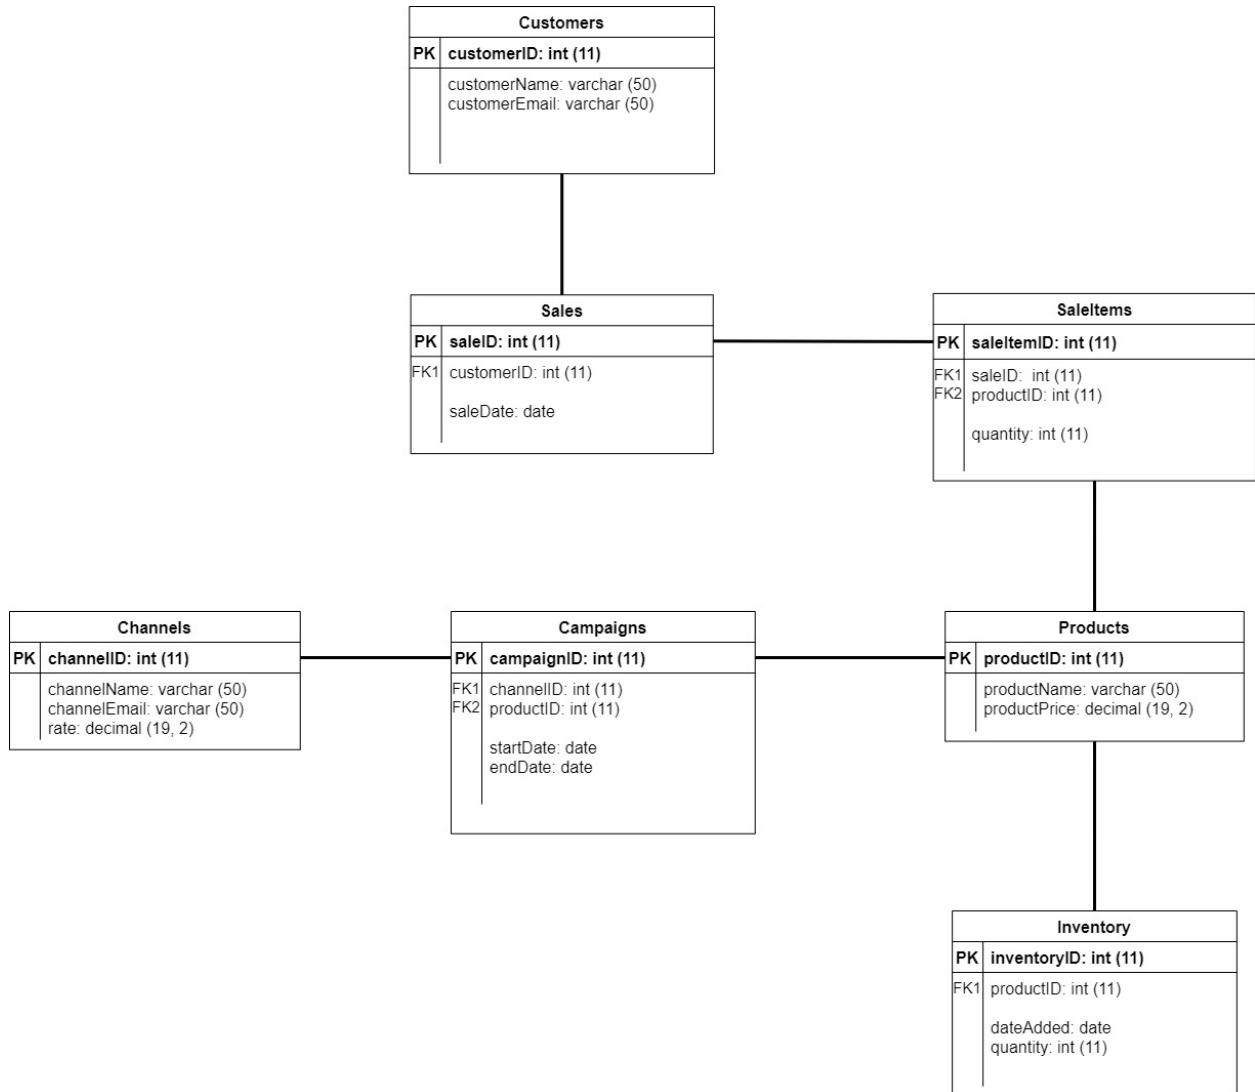 Customers
PK customerID: int (11)
customerName: varchar (50)
customerEmail: varchar (50)
Sales
PK saleID: int (11)
FK1 customerID: int (11)
saleDate: date
SaleItems
PK saleItemID: int (11)
FK1 saleID:  int (11)
FK2 productID: int (11)
quantity: int (11)
Channels
PK channelID: int (11)
channelName: varchar (50)
channelEmail: varchar (50)
rate: decimal (19, 2)
Campaigns
PK campaignID: int (11)
FK1 channelID: int (11)
FK2 productID: int (11)
startDate: date
endDate: date
Products
PK productID: int (11)
productName: varchar (50)
productPrice: decimal (19, 2)
Inventory
PK inventoryID: int (11)
FK1 productID: int (11)
dateAdded: date
quantity: int (11)